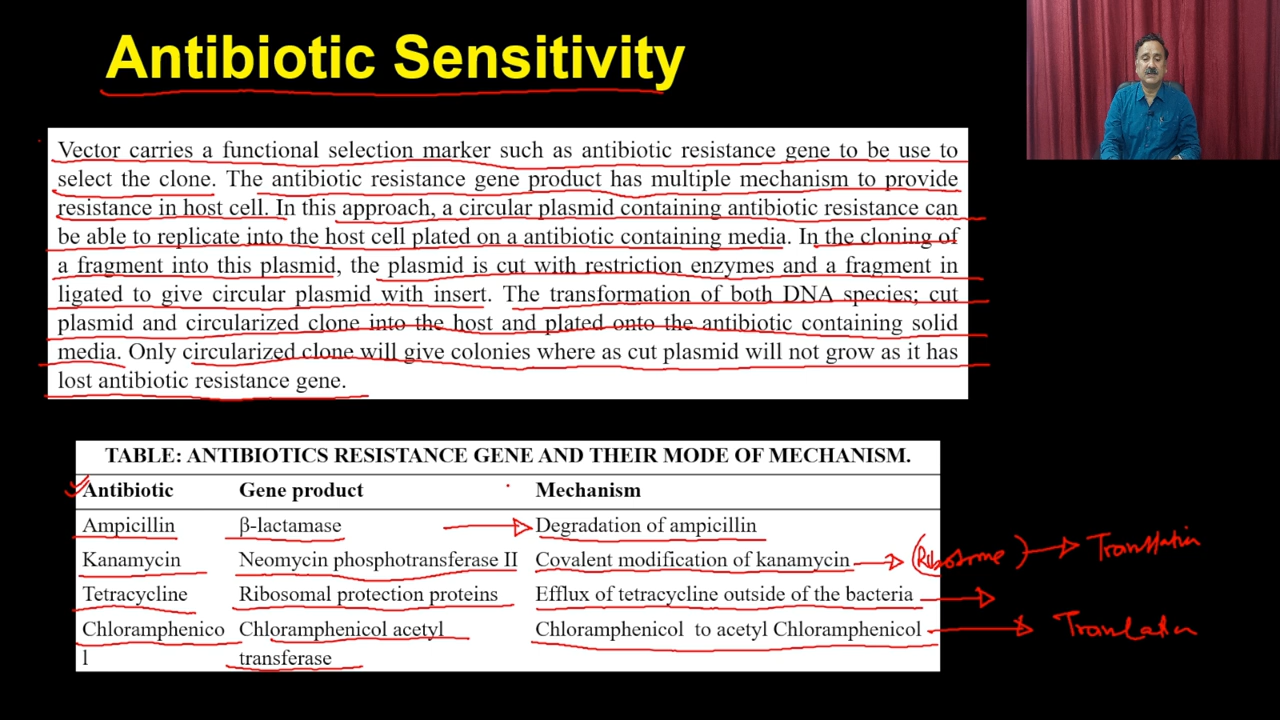 Antibiotic Sensitivity
Vector carries a functional selection marker such as antibiotic resistance gene to be use to
select the clone. The antibiotic resistance gene product has multiple mechanism to provide
resistance in host cell. In this approach, a circular plasmid containing antibiotic resistance can
be able to replicate into the host cell plated on a antibiotic containing media. In the cloning of
a fragment into this plasmid, the plasmid is cut with restriction enzymes and a fragment in
ligated to give circular plasmid with insert. The transformation of both DNA species; cut
plasmid and circularized clone into the host and plated onto the antibiotic containing solid
media. Only circularized clone will give colonies where as cut plasmid will not grow as it has
lost antibiotic resistance gene.
TABLE: ANTIBIOTICS RESISTANCE GENE AND THEIR MODE OF MECHANISM.
Antibiotic Gene product Mechanism
Ampicillin β-lactamase Degradation of ampicillin
Kanamycin Neomycin phosphotransferase II Covalent modification of kanamycin (Ribosome) Translation
Tetracycline Ribosomal protection proteins Efflux of tetracycline outside of the bacteria
Chloramphenico Chloramphenicol acetyl Chloramphenicol to acetyl Chloramphenicol Translation
l transferase